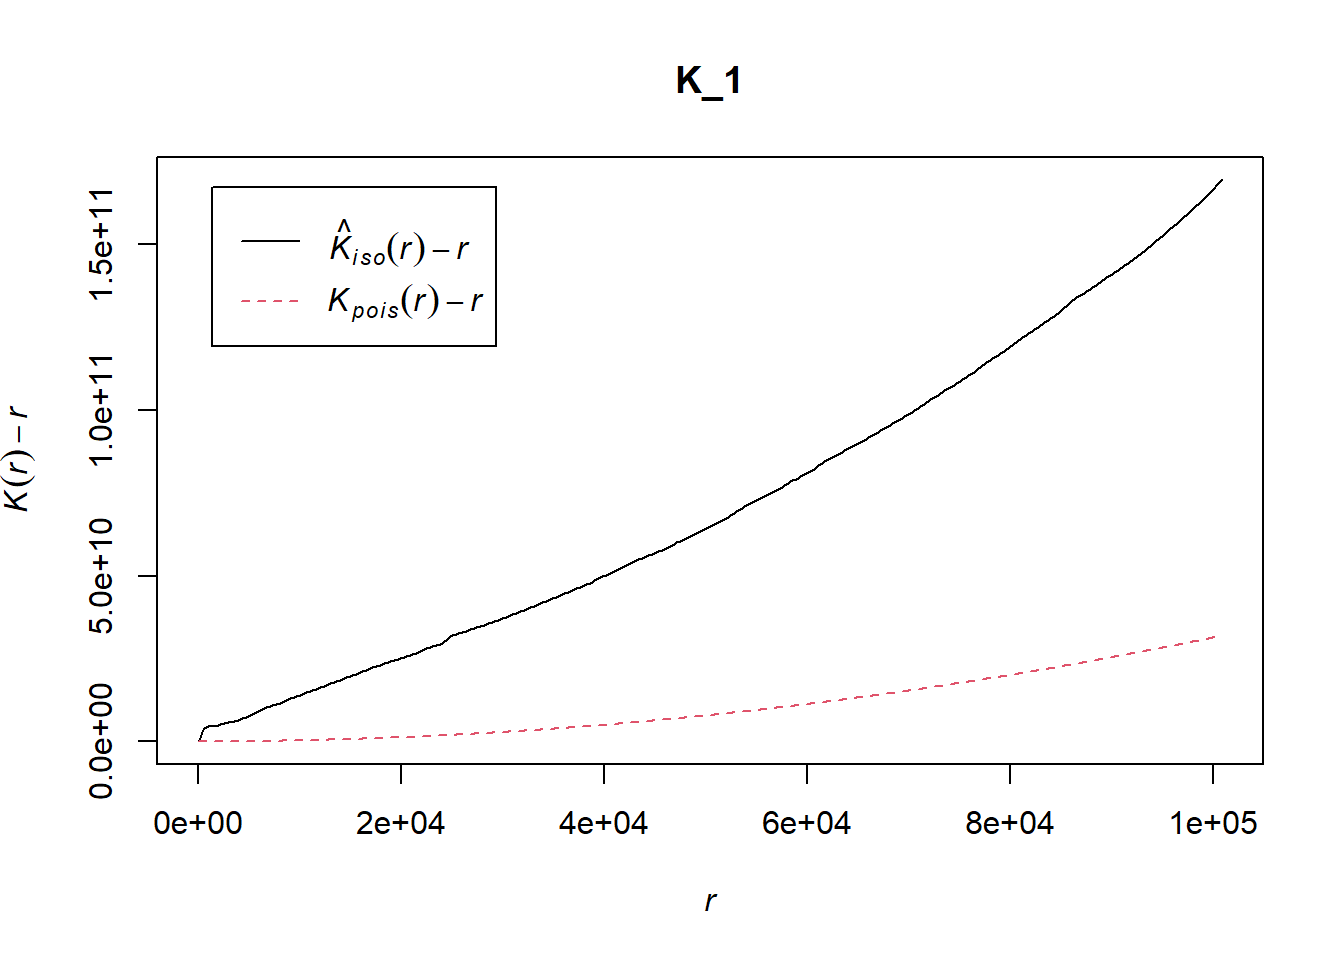 K_1
K̂iso(r) − r
Kpois(r) − r
K(r) − r
1.5e+11
1.0e+11
5.0e+10
0.0e+00
0e+00 2e+04 4e+04 6e+04 8e+04 1e+05
r